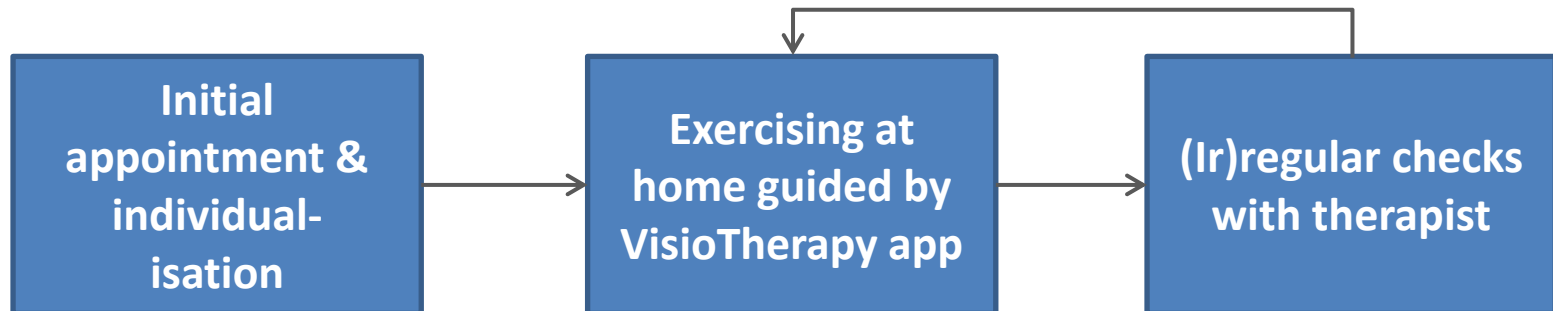 Initial
appointment &
individual-
isation
Exercising at
home guided by
VisioTherapy app
(Ir)regular checks
with therapist